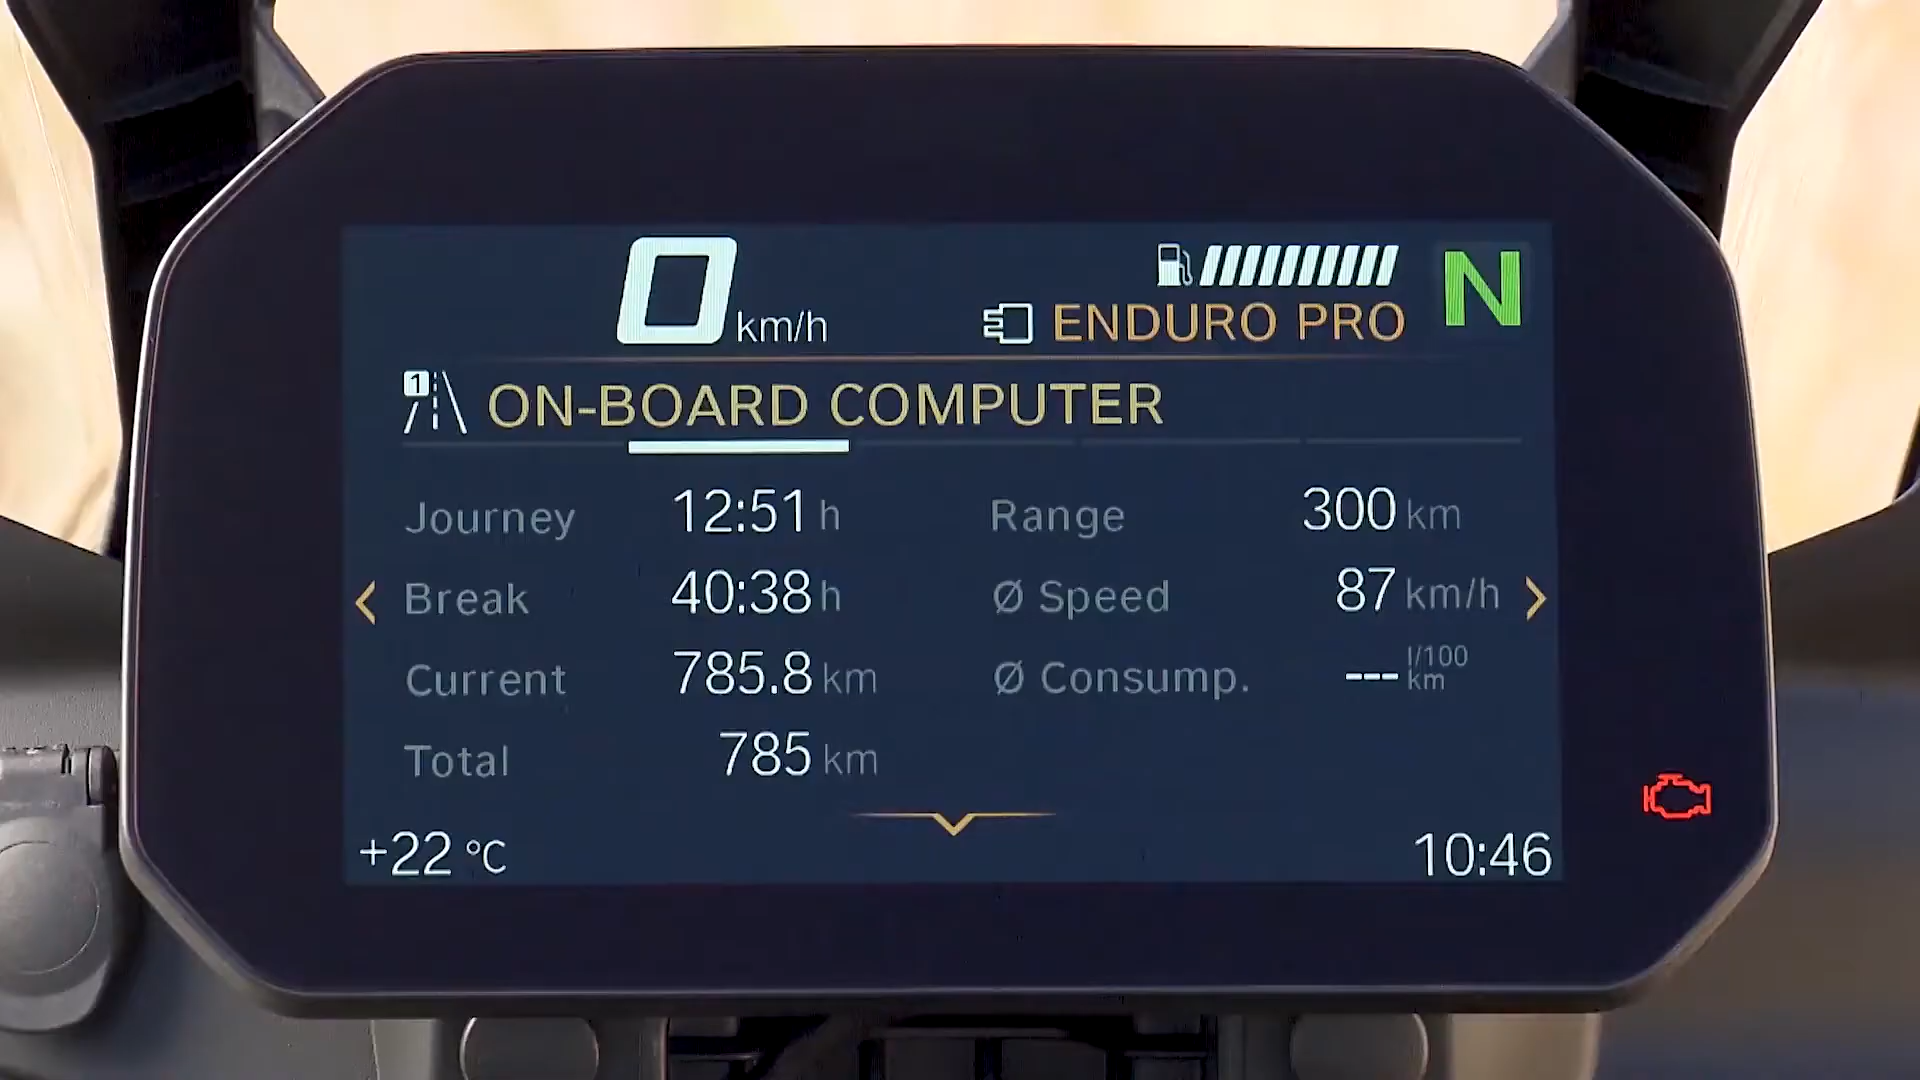 0 km/h
N
ENDURO PRO
1 ON-BOARD COMPUTER
Journey 12:51 h Range 300 km
Break 40:38 h Ø Speed 87 km/h
Current 785.8 km Ø Consump. --- l/100 km
Total 785 km
+22 °C 10:46